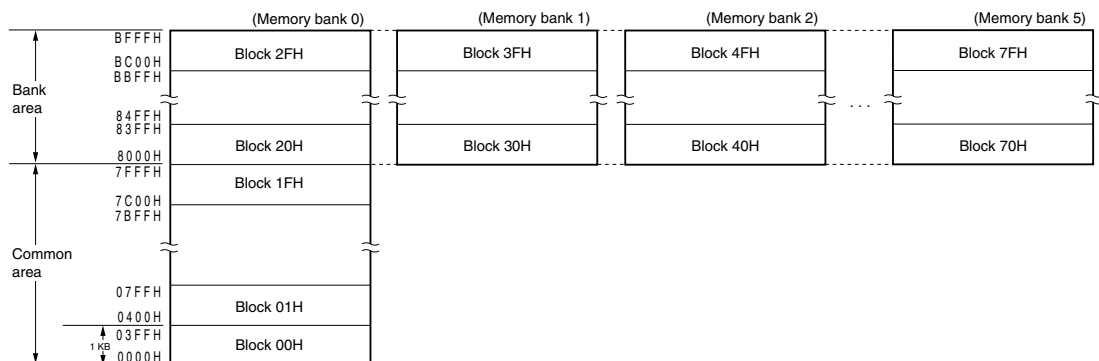 (Memory bank 0) (Memory bank 1) (Memory bank 2) (Memory bank 5)
BFFFH
Block 2FH Block 3FH Block 4FH Block 7FH
BC00H
BBFFH
Bank
area
...
84FFH
83FFH
Block 20H Block 30H Block 40H Block 70H
8000H
7FFFH
Block 1FH
7C00H
7BFFH
Common
area
07FFH
Block 01H
0400H
03FFH
1 KB
Block 00H
0000H